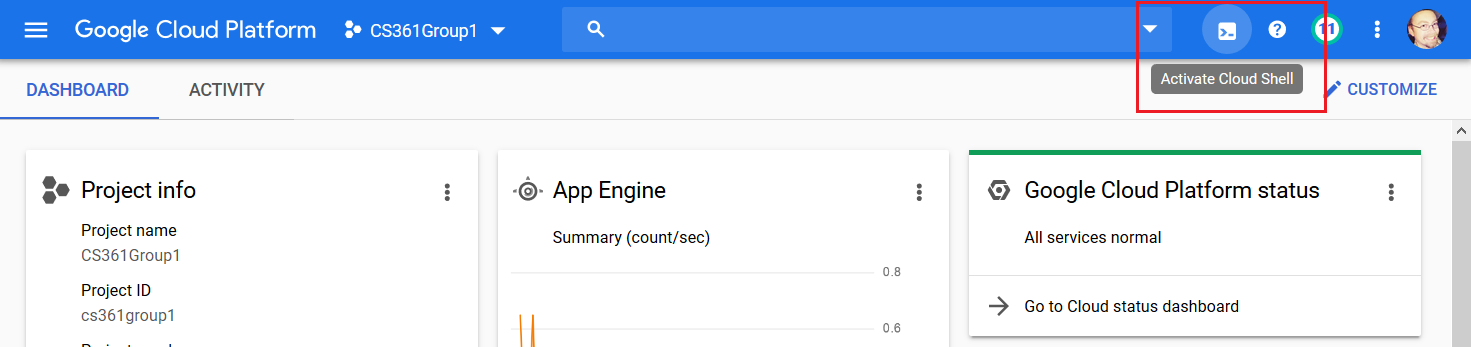 Google Cloud Platform CS361Group1 11
Activate Cloud Shell
DASHBOARD ACTIVITY CUSTOMIZE
Project info
Project name
CS361Group1
Project ID
cs361group1
App Engine
Summary (count/sec)
0.8
0.6
Google Cloud Platform status
All services normal
Go to Cloud status dashboard